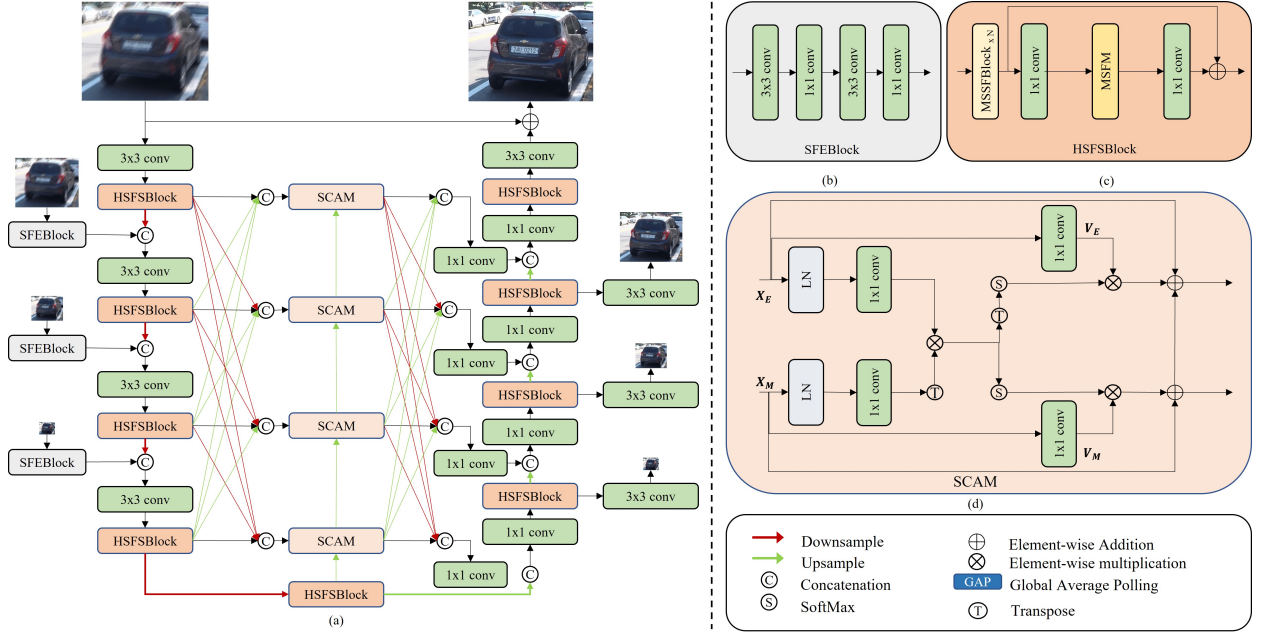 3x3 conv
HSFSBlock
SFEBlock
C
3x3 conv
HSFSBlock
SFEBlock
C
3x3 conv
HSFSBlock
SFEBlock
C
3x3 conv
HSFSBlock
C
SCAM
C
C
SCAM
C
C
SCAM
C
C
SCAM
C
HSFSBlock
1x1 conv
1x1 conv
1x1 conv
1x1 conv
3x3 conv
HSFSBlock
1x1 conv
C
HSFSBlock
3x3 conv
1x1 conv
C
HSFSBlock
3x3 conv
1x1 conv
C
HSFSBlock
3x3 conv
1x1 conv
C
(a)
3x3 conv
1x1 conv
3x3 conv
1x1 conv
SFEBlock
(b)
MSSFBlock x N
1x1 conv
MSFM
1x1 conv
HSFSBlock
(c)
X_E
LN
1x1 conv
1x1 conv
V_E
S
T
X_M
LN
1x1 conv
T
S
1x1 conv
V_M
SCAM
(d)
Downsample
Upsample
C Concatenation
S SoftMax
Element-wise Addition
Element-wise multiplication
GAP Global Average Polling
T Transpose